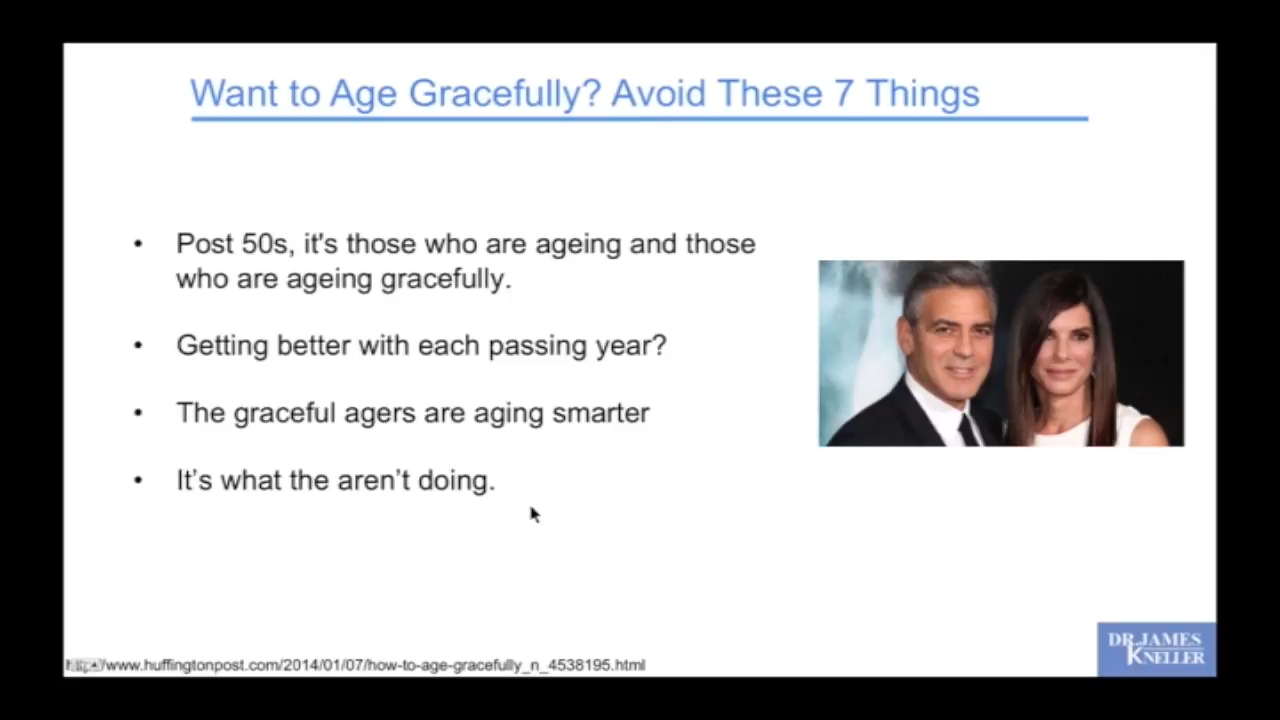 Want to Age Gracefully? Avoid These 7 Things
• Post 50s, it's those who are ageing and those
who are ageing gracefully.
• Getting better with each passing year?
• The graceful agers are aging smarter
• It’s what the aren’t doing.
/www.huffingtonpost.com/2014/01/07/how-to-age-gracefully_n_4538195.html
DR.JAMES
KNELLER